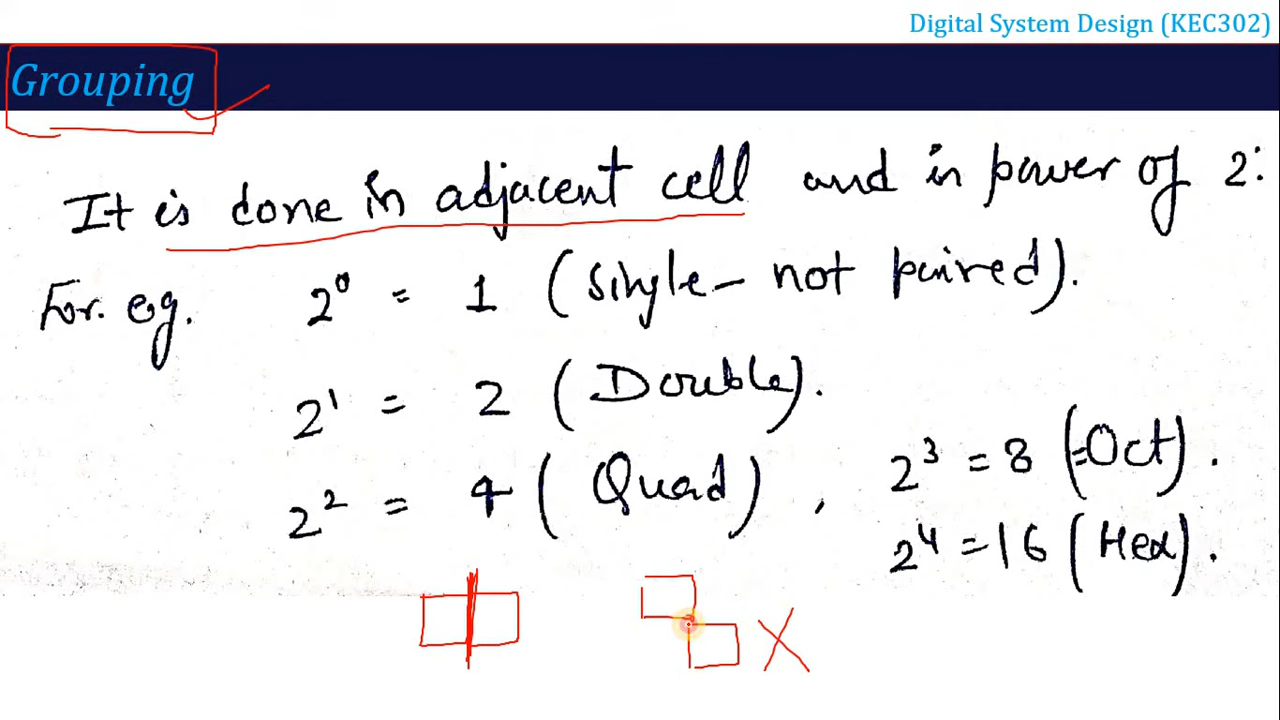 Digital System Design (KEC302)
Grouping
It is done in adjacent cell and in power of 2:
For. eg. 2⁰ = 1 (Single - not paired).
2¹ = 2 (Double).
2² = 4 (Quad), 2³ = 8 (=Oct).
2⁴ = 16 (Hex).
X